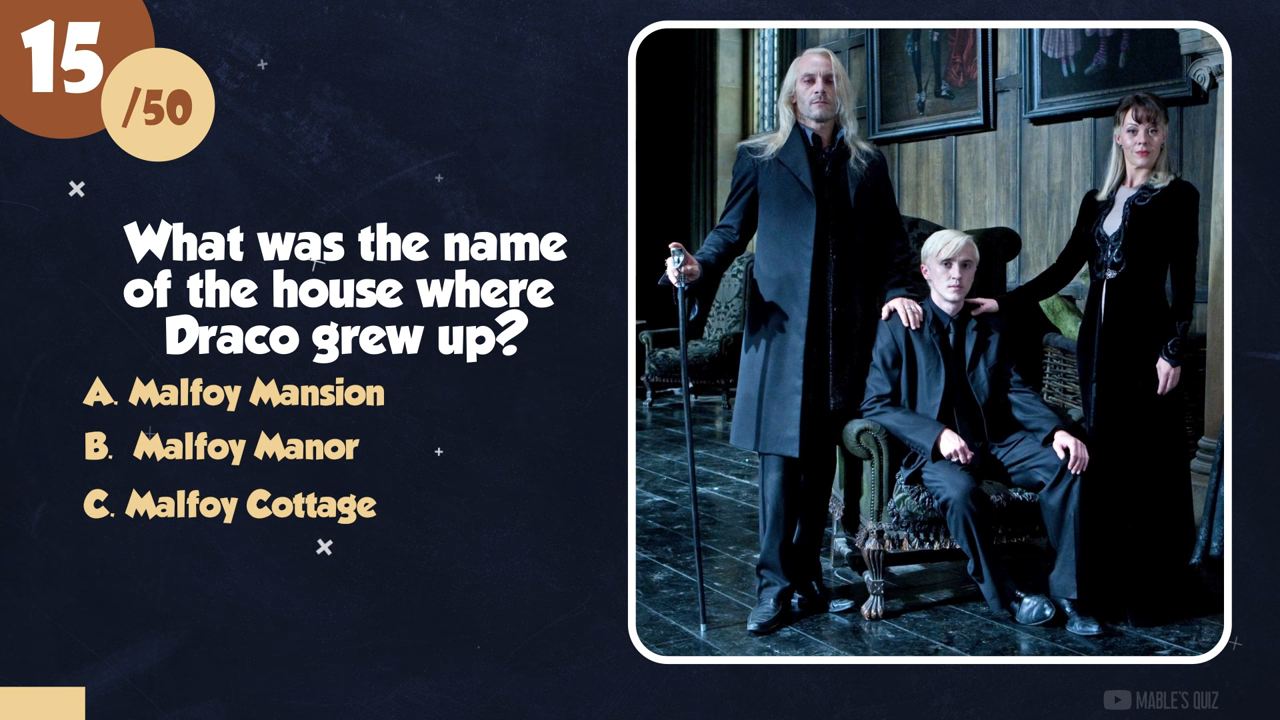 15
/50
What was the name
of the house where
Draco grew up?
A. Malfoy Mansion
B. Malfoy Manor
C. Malfoy Cottage
MABLE'S QUIZ